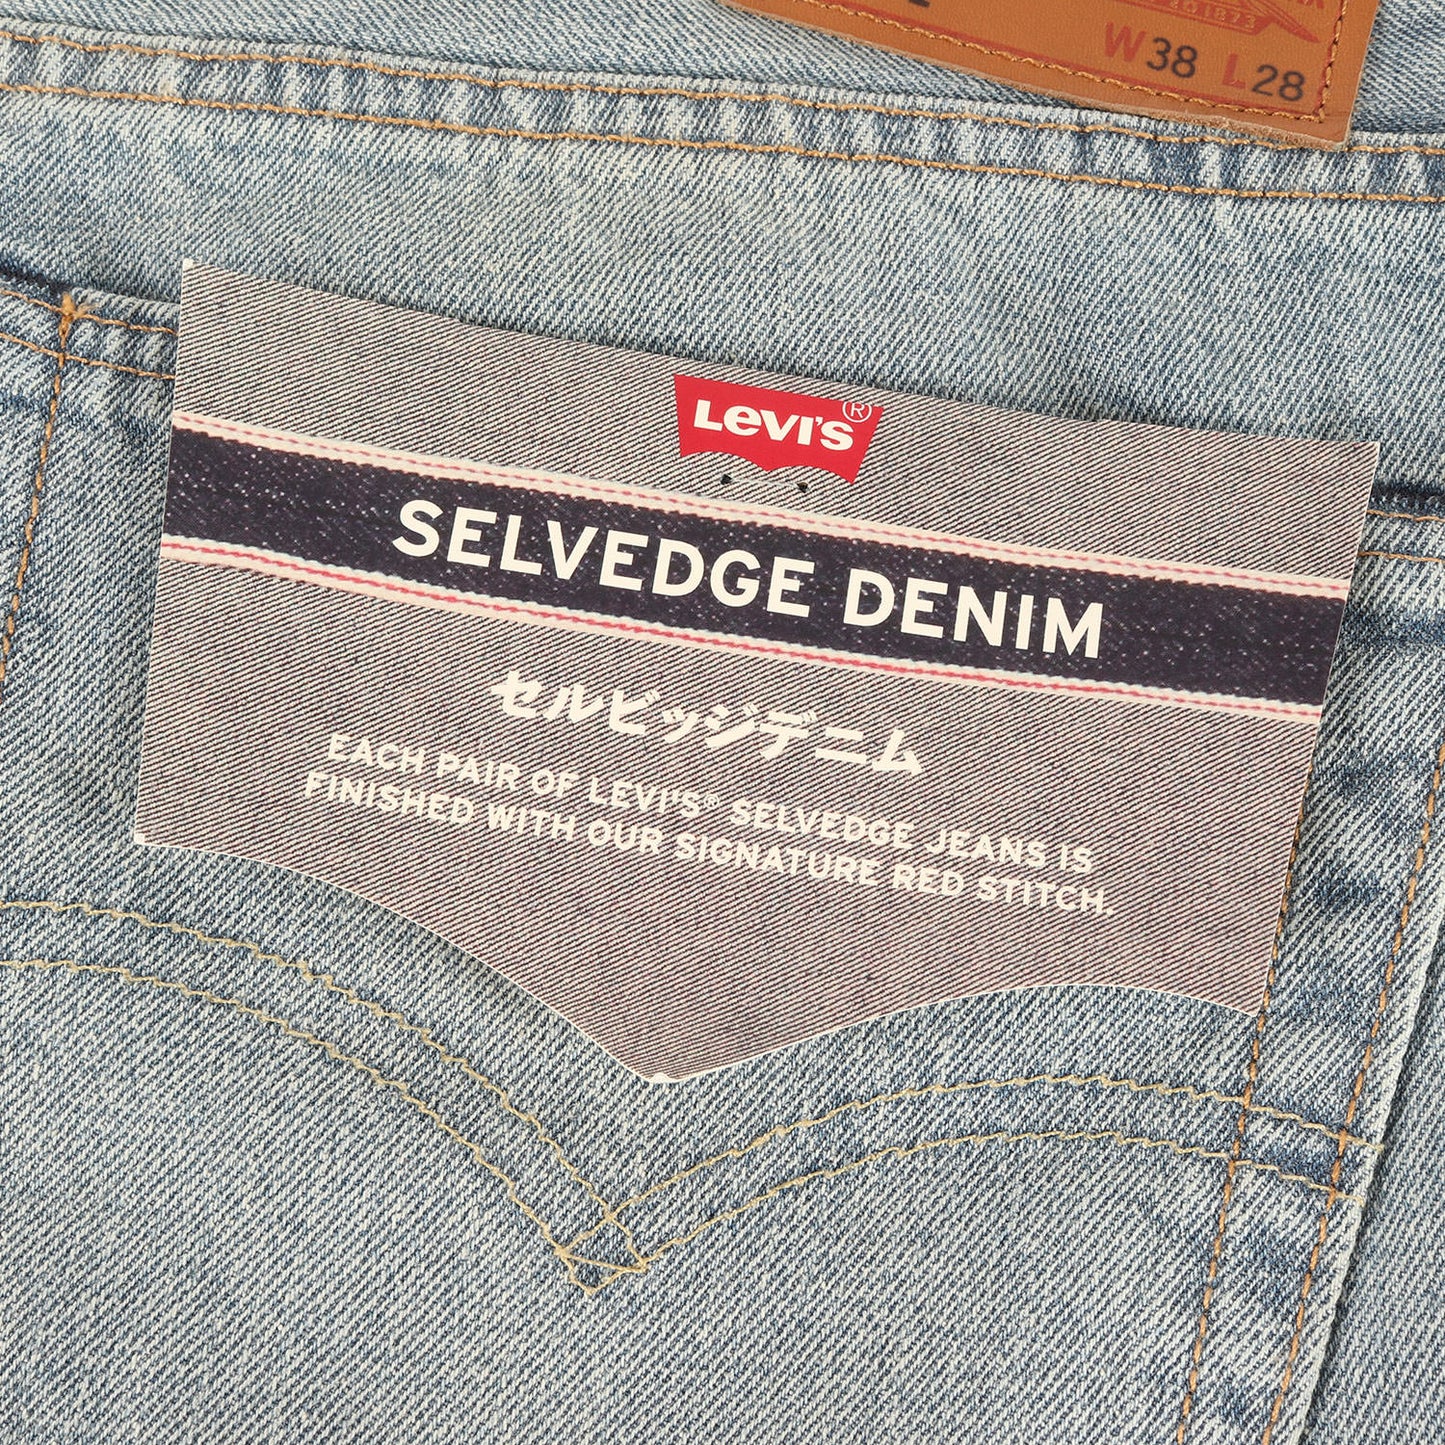 W38 L28
LEVI'S®
SELVEDGE DENIM
セルビッジデニム
EACH PAIR OF LEVI'S® SELVEDGE JEANS IS
FINISHED WITH OUR SIGNATURE RED STITCH.